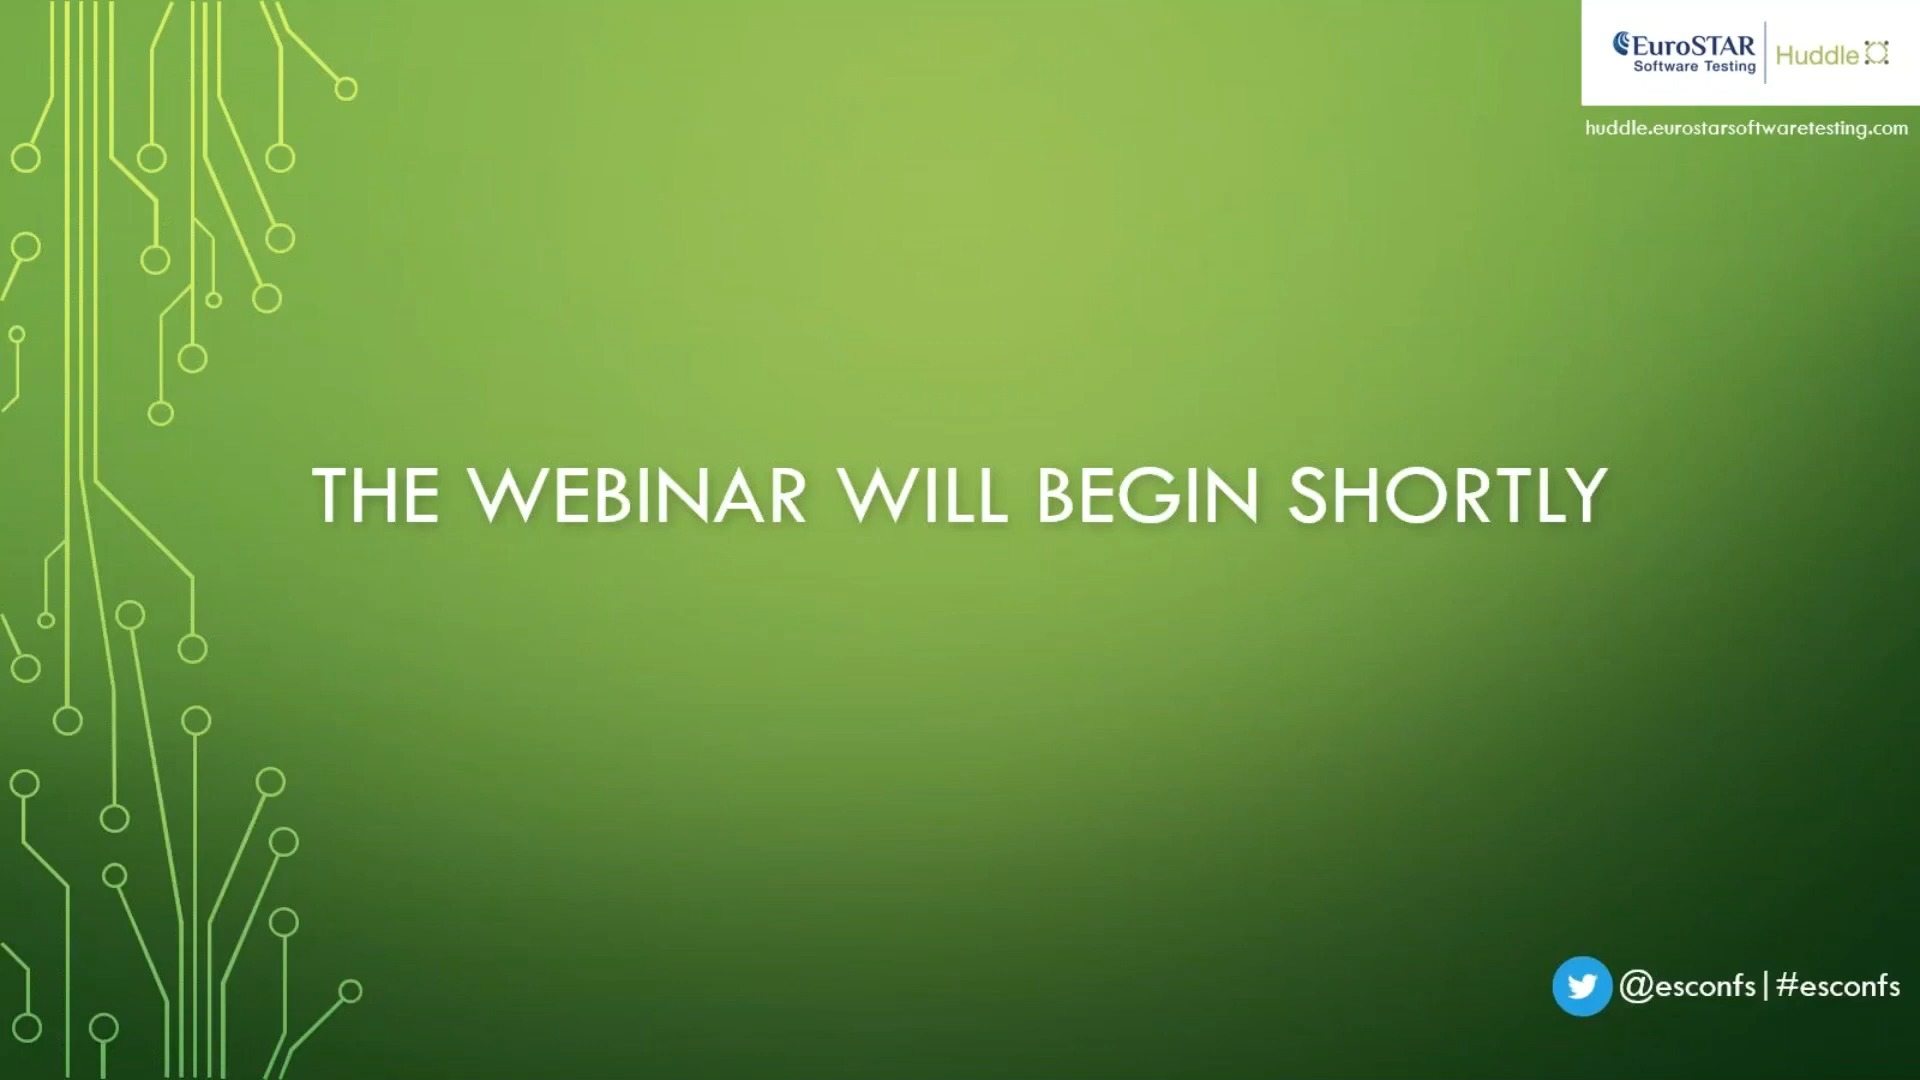 EuroSTAR
Software Testing
Huddle
huddle.eurostarsoftwaretesting.com
THE WEBINAR WILL BEGIN SHORTLY
@esconfs|#esconfs